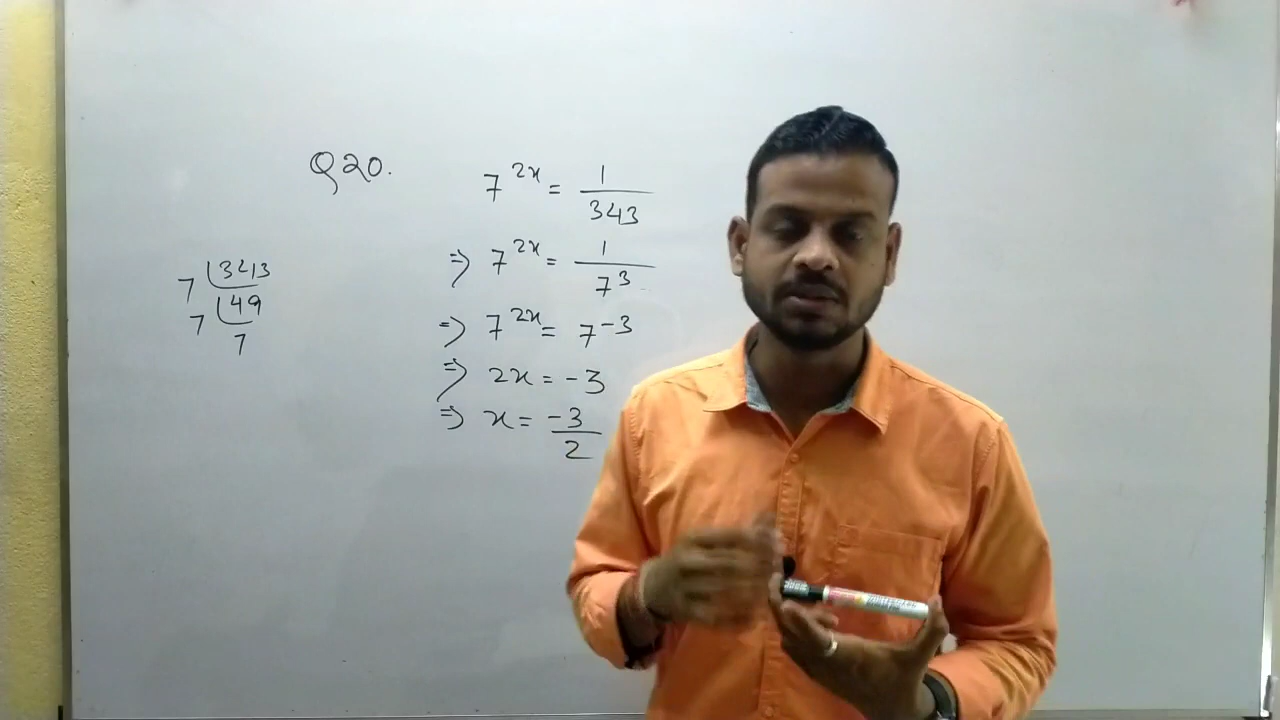 Q20.
7^{2x} = 1/343
⇒ 7^{2x} = 1/7^3
⇒ 7^{2x} = 7^{-3}
⇒ 2x = -3
⇒ x = -3/2
7 | 343
7 | 49
7